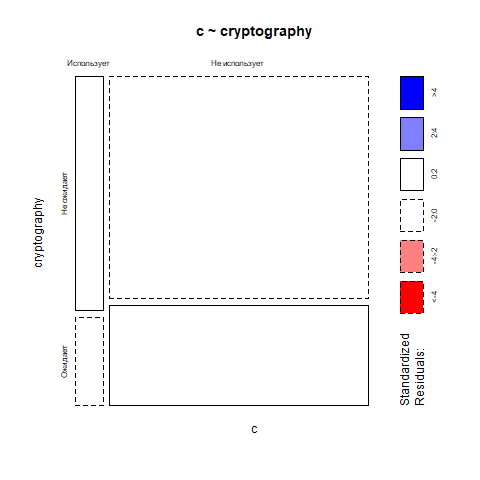 c ~ cryptography
Использует
Не использует
Не ожидает
Ожидает
cryptography
c
>4
2:4
0:2
-2:0
-4:-2
<-4
Standardized
Residuals: